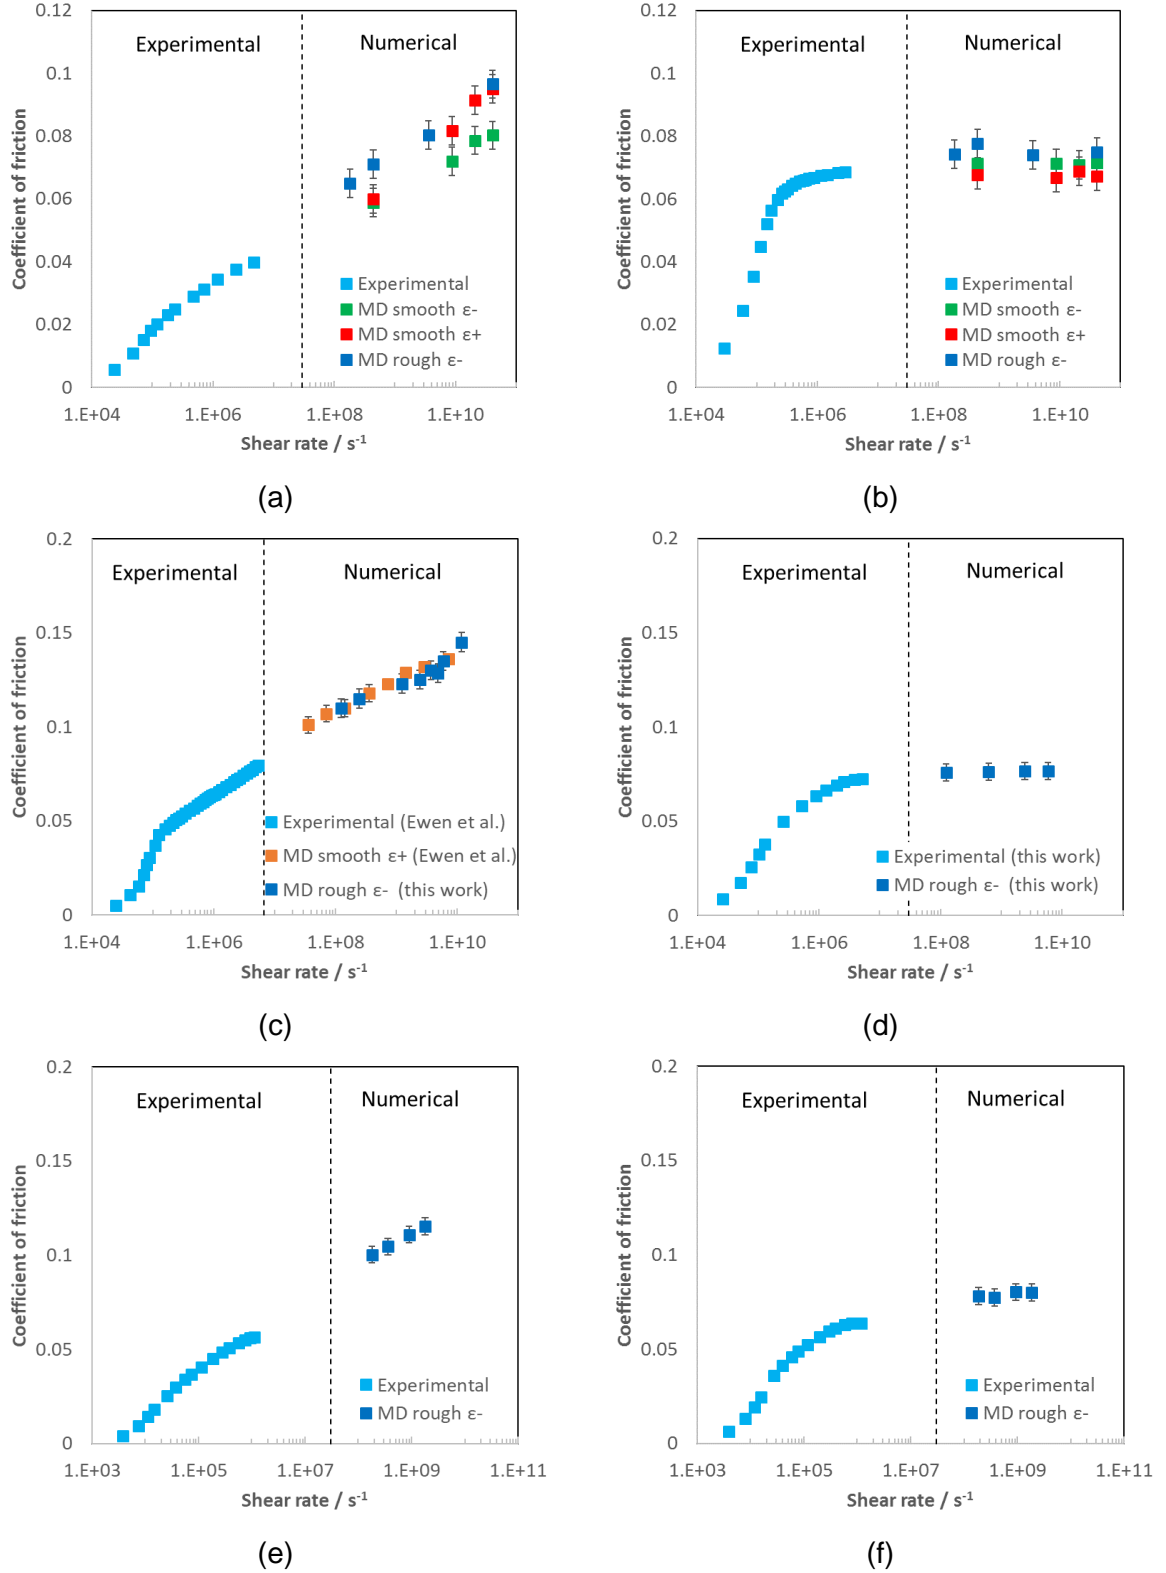 0.12
0.1
0.08
0.06
0.04
0.02
0
Coefficient of friction
Experimental
Numerical
Experimental
MD smooth ε-
MD smooth ε+
MD rough ε-
1.E+04
1.E+06
1.E+08
1.E+10
Shear rate / s⁻¹
(a)
0.12
0.1
0.08
0.06
0.04
0.02
0
Coefficient of friction
Experimental
Numerical
Experimental
MD smooth ε-
MD smooth ε+
MD rough ε-
1.E+04
1.E+06
1.E+08
1.E+10
Shear rate / s⁻¹
(b)
0.2
0.15
0.1
0.05
0
Coefficient of friction
Experimental
Numerical
Experimental (Ewen et al.)
MD smooth ε+ (Ewen et al.)
MD rough ε- (this work)
1.E+04
1.E+06
1.E+08
1.E+10
Shear rate / s⁻¹
(c)
0.2
0.15
0.1
0.05
0
Coefficient of friction
Experimental
Numerical
Experimental (this work)
MD rough ε- (this work)
1.E+04
1.E+06
1.E+08
1.E+10
Shear rate / s⁻¹
(d)
0.2
0.15
0.1
0.05
0
Coefficient of friction
Experimental
Numerical
Experimental
MD rough ε-
1.E+03
1.E+05
1.E+07
1.E+09
1.E+11
Shear rate / s⁻¹
(e)
0.2
0.15
0.1
0.05
0
Coefficient of friction
Experimental
Numerical
Experimental
MD rough ε-
1.E+03
1.E+05
1.E+07
1.E+09
1.E+11
Shear rate / s⁻¹
(f)